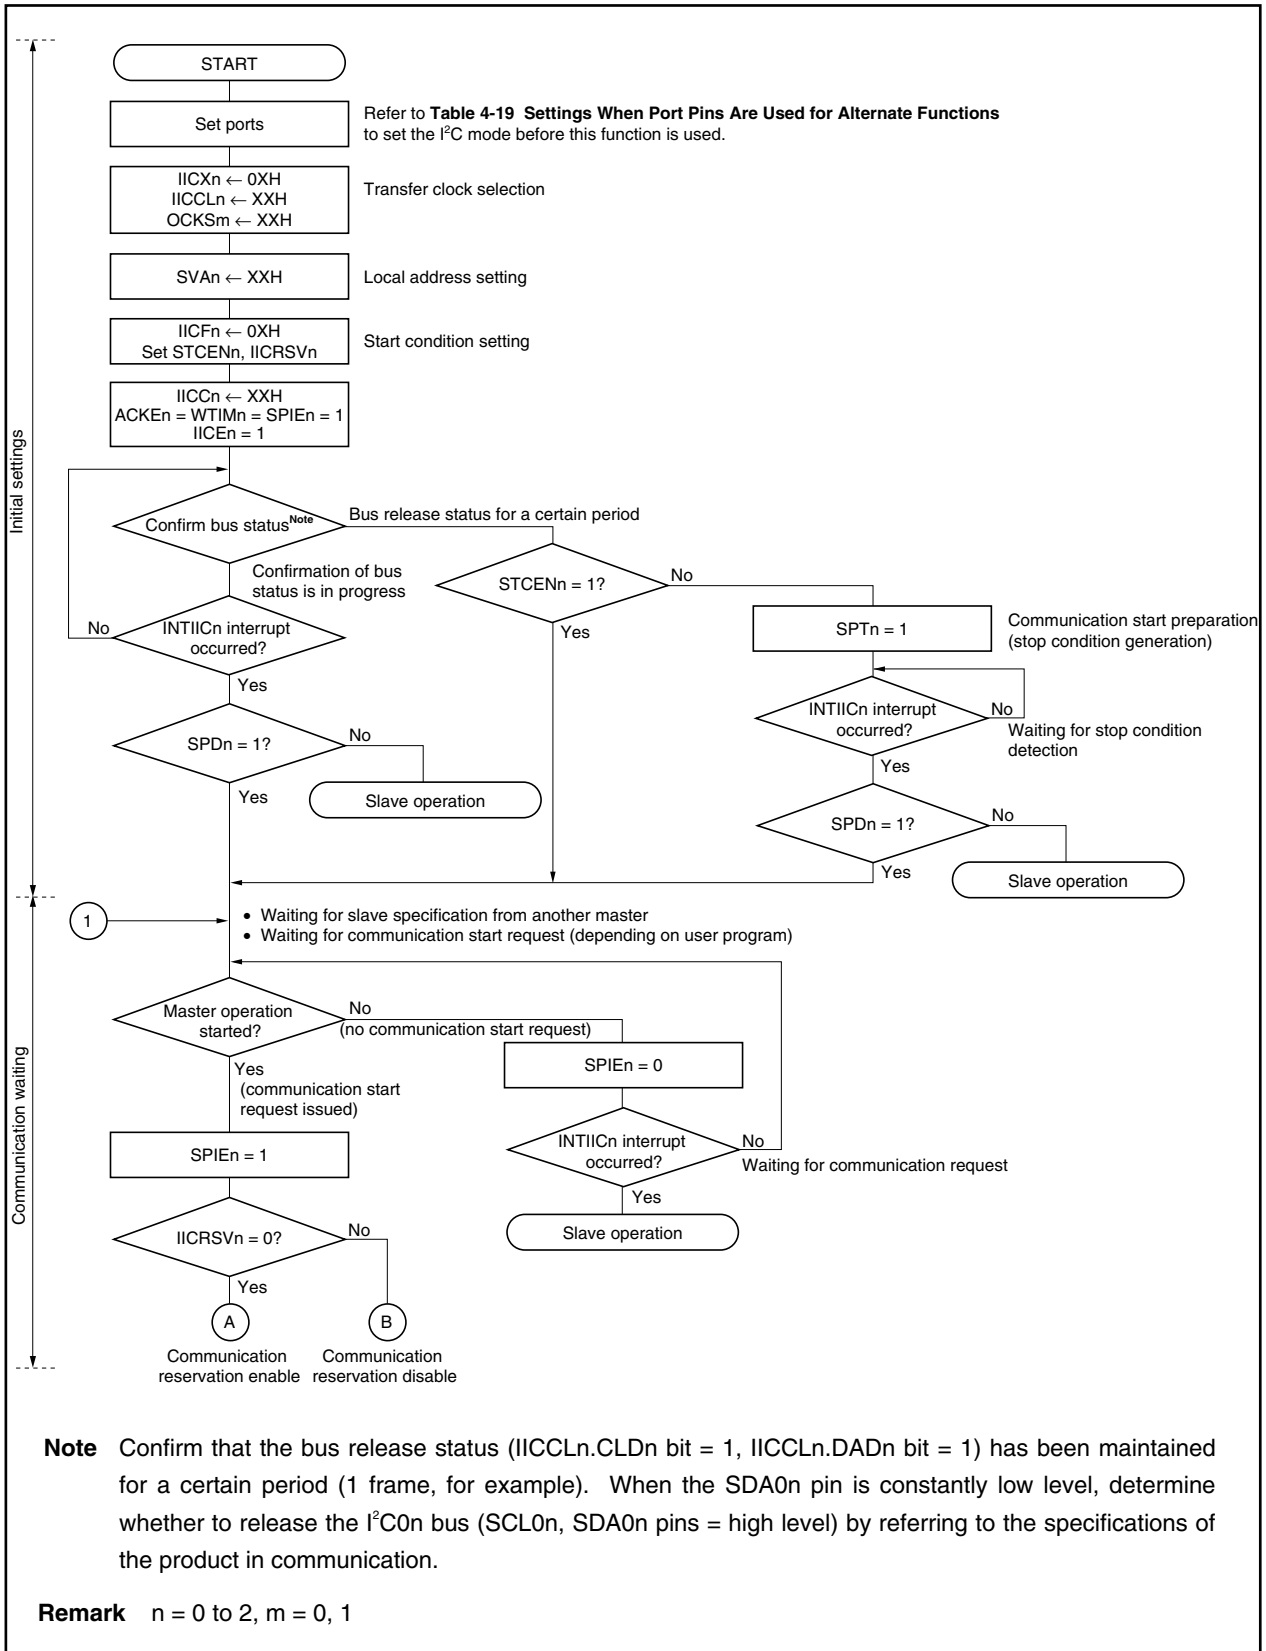 START
Set ports
Refer to Table 4-19 Settings When Port Pins Are Used for Alternate Functions
to set the I²C mode before this function is used.
IICXn ← 0XH
IICCLn ← XXH
OCKSm ← XXH
Transfer clock selection
SVAn ← XXH
Local address setting
IICFn ← 0XH
Set STCENn, IICRSVn
Start condition setting
IICCn ← XXH
ACKEn = WTIMn = SPIEn = 1
IICEn = 1
Initial settings
Confirm bus statusNote
Bus release status for a certain period
Confirmation of bus
status is in progress
STCENn = 1?
No
Yes
SPTn = 1
Communication start preparation
(stop condition generation)
No
INTIICn interrupt
occurred?
Yes
INTIICn interrupt
occurred?
No
Waiting for stop condition
detection
Yes
SPDn = 1?
No
Slave operation
Yes
SPDn = 1?
No
Slave operation
Yes
1
• Waiting for slave specification from another master
• Waiting for communication start request (depending on user program)
Communication waiting
Master operation
started?
No
(no communication start request)
Yes
(communication start
request issued)
SPIEn = 0
INTIICn interrupt
occurred?
No
Waiting for communication request
Yes
Slave operation
SPIEn = 1
IICRSVn = 0?
No
Yes
A
B
Communication
reservation enable
Communication
reservation disable
Note Confirm that the bus release status (IICCLn.CLDn bit = 1, IICCLn.DADn bit = 1) has been maintained
for a certain period (1 frame, for example). When the SDA0n pin is constantly low level, determine
whether to release the I²C0n bus (SCL0n, SDA0n pins = high level) by referring to the specifications of
the product in communication.
Remark n = 0 to 2, m = 0, 1